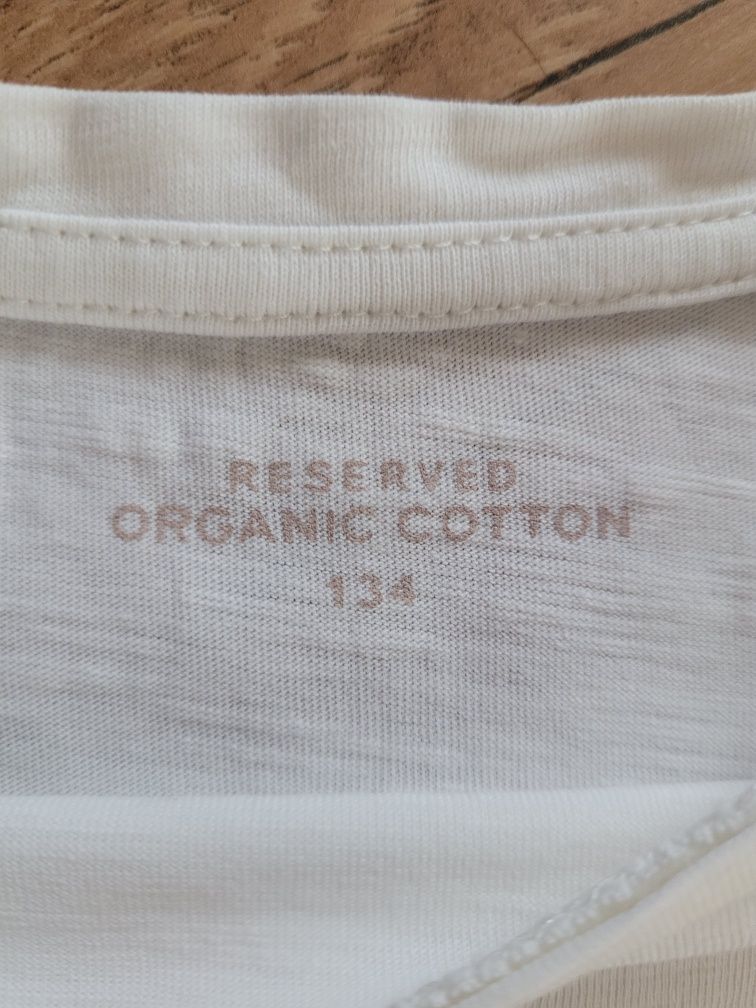 RESERVED
ORGANIC COTTON
134